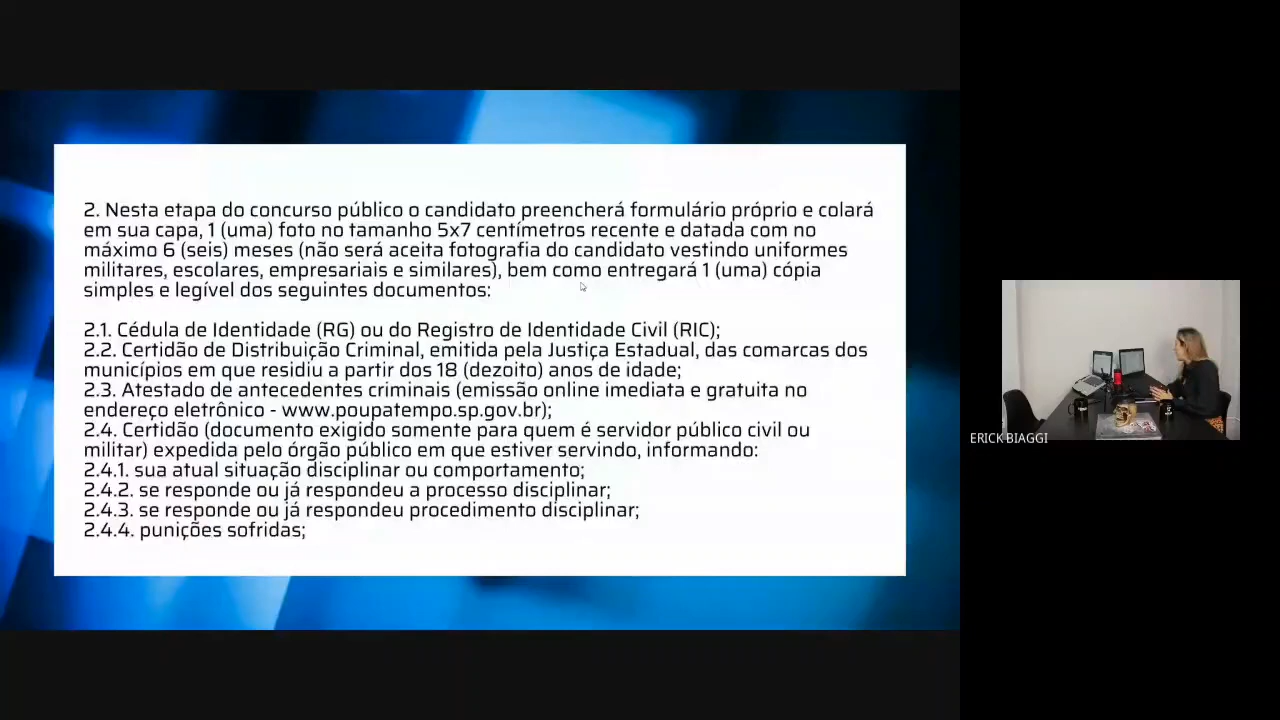 2. Nesta etapa do concurso público o candidato preencherá formulário próprio e colará
em sua capa, 1 (uma) foto no tamanho 5x7 centímetros recente e datada com no
máximo 6 (seis) meses (não será aceita fotografia do candidato vestindo uniformes
militares, escolares, empresariais e similares), bem como entregará 1 (uma) cópia
simples e legível dos seguintes documentos:
2.1. Cédula de Identidade (RG) ou do Registro de Identidade Civil (RIC);
2.2. Certidão de Distribuição Criminal, emitida pela Justiça Estadual, das comarcas dos
municípios em que residiu a partir dos 18 (dezoito) anos de idade;
2.3. Atestado de antecedentes criminais (emissão online imediata e gratuita no
endereço eletrônico - www.poupatempo.sp.gov.br);
2.4. Certidão (documento exigido somente para quem é servidor público civil ou
militar) expedida pelo órgão público em que estiver servindo, informando:
2.4.1. sua atual situação disciplinar ou comportamento;
2.4.2. se responde ou já respondeu a processo disciplinar;
2.4.3. se responde ou já respondeu procedimento disciplinar;
2.4.4. punições sofridas;
ERICK BIAGGI